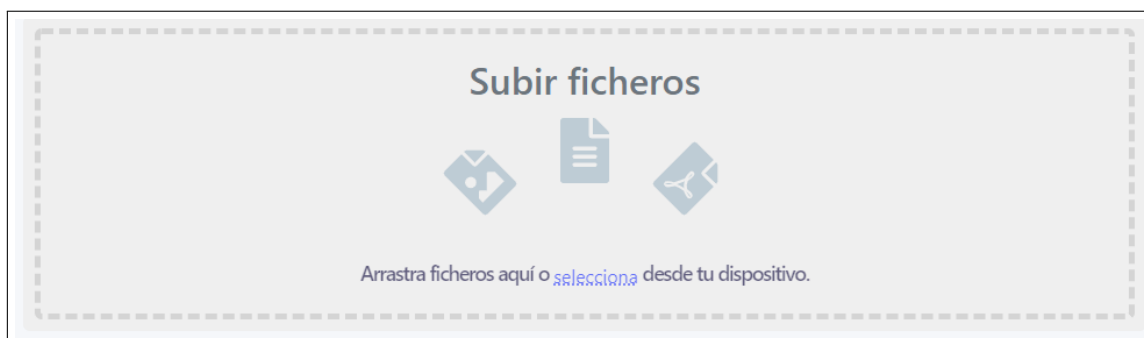 Subir ficheros
Arrastra ficheros aquí o selecciona desde tu dispositivo.